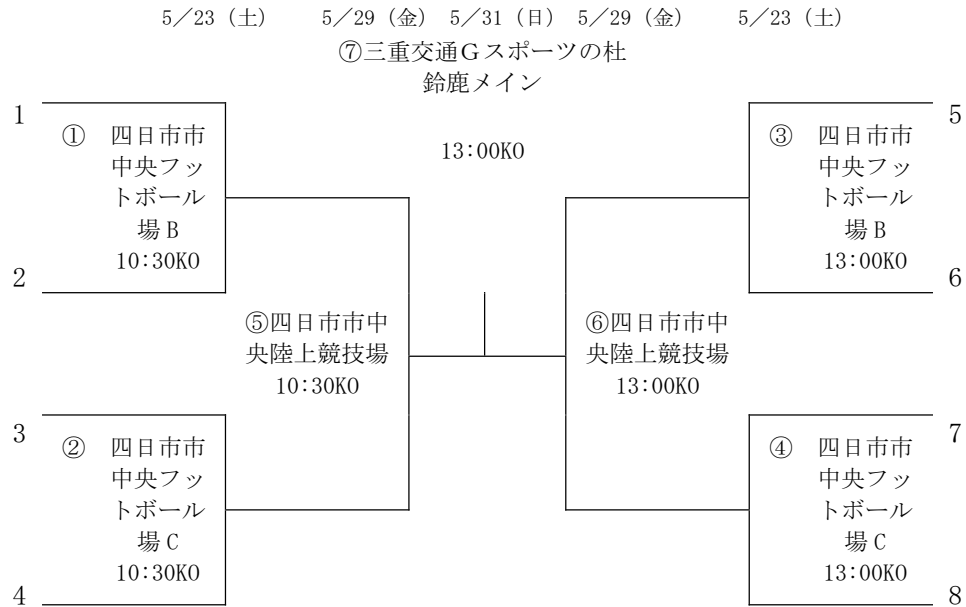 5/23（土） 5／29（金） 5／31（日） 5／29（金） 5／23（土）
⑦三重交通Ｇスポーツの杜
鈴鹿メイン
13:00KO
1
① 四日市市
中央フッ
トボール
場Ｂ
10:30KO
2
⑤四日市市中
央陸上競技場
10:30KO
3
② 四日市市
中央フッ
トボール
場Ｃ
10:30KO
4
5
③ 四日市市
中央フッ
トボール
場Ｂ
13:00KO
6
⑥四日市市中
央陸上競技場
13:00KO
7
④ 四日市市
中央フッ
トボール
場Ｃ
13:00KO
8